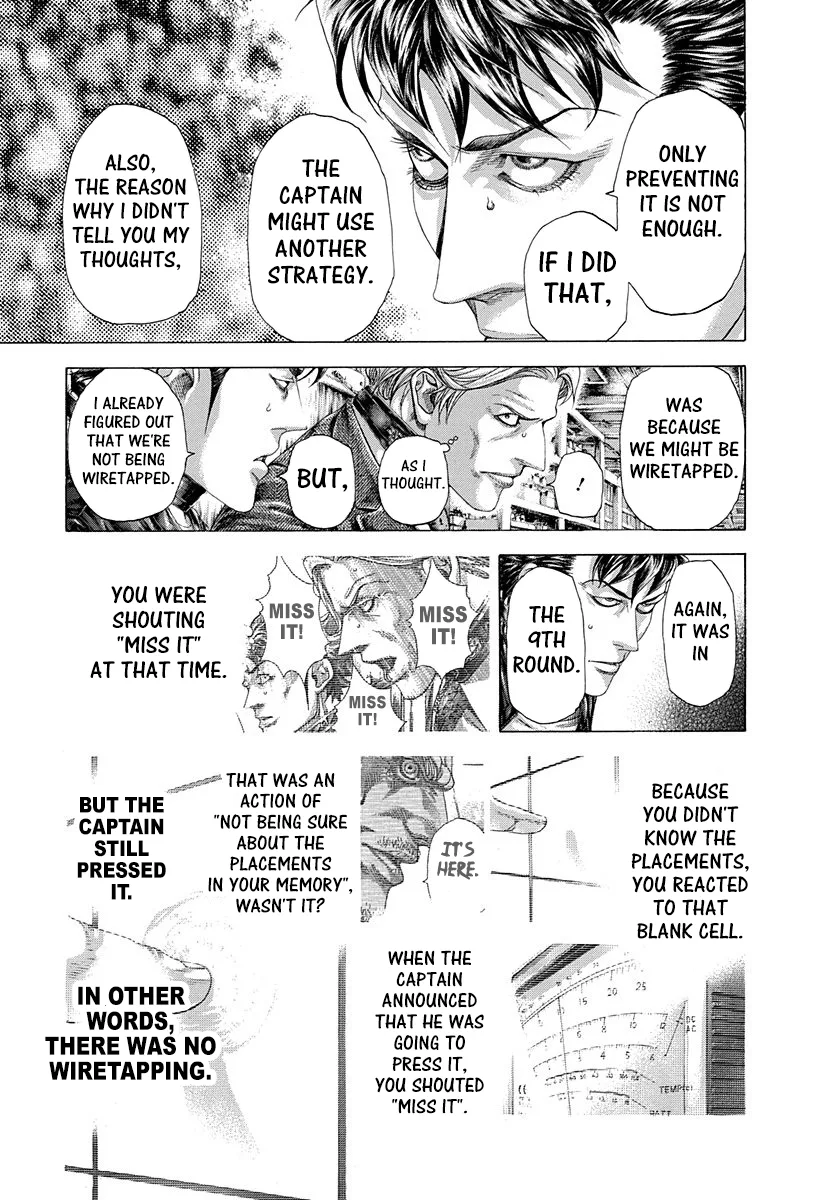 ONLY
PREVENTING
IT IS NOT
ENOUGH.
IF I DID
THAT,
THE
CAPTAIN
MIGHT USE
ANOTHER
STRATEGY.
ALSO,
THE REASON
WHY I DIDN'T
TELL YOU MY
THOUGHTS,
WAS
BECAUSE
WE MIGHT BE
WIRETAPPED.
!
AS I
THOUGHT.
BUT,
I ALREADY
FIGURED OUT
THAT WE'RE
NOT BEING
WIRETAPPED.
AGAIN,
IT WAS
IN
THE
9TH
ROUND.
MISS
IT!
MISS
IT!
MISS
IT!
YOU WERE
SHOUTING
"MISS IT"
AT THAT TIME.
BECAUSE
YOU DIDN'T
KNOW THE
PLACEMENTS,
YOU REACTED
TO THAT
BLANK CELL.
IT'S
HERE.
THAT WAS AN
ACTION OF
"NOT BEING SURE
ABOUT THE
PLACEMENTS
IN YOUR MEMORY",
WASN'T IT?
WHEN THE
CAPTAIN
ANNOUNCED
THAT HE WAS
GOING TO
PRESS IT,
YOU SHOUTED
"MISS IT".
BUT THE
CAPTAIN
STILL
PRESSED
IT.
IN OTHER
WORDS,
THERE WAS NO
WIRETAPPING.